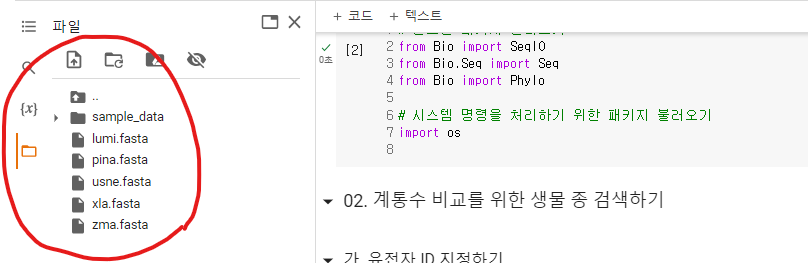 파일
..
sample_data
lumi.fasta
pina.fasta
usne.fasta
xla.fasta
zma.fasta
{x}
+ 코드 + 텍스트
[2]
0초
2 from Bio import SeqIO
3 from Bio.Seq import Seq
4 from Bio import Phylo
5
6 # 시스템 명령을 처리하기 위한 패키지 불러오기
7 import os
8
02. 계통수 비교를 위한 생물 종 검색하기
가. 유전자 ID 지정하기